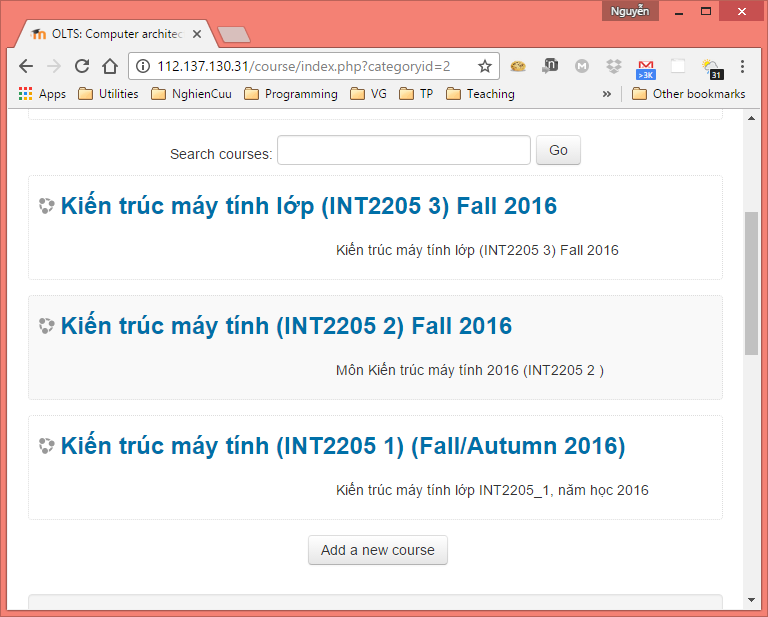 Nguyễn
OLTS: Computer architec
112.137.130.31/course/index.php?categoryid=2
>3K
31
Apps Utilities NghienCuu Programming VG TP Teaching » Other bookmarks
Search courses: Go
Kiến trúc máy tính lớp (INT2205 3) Fall 2016
Kiến trúc máy tính lớp (INT2205 3) Fall 2016
Kiến trúc máy tính (INT2205 2) Fall 2016
Môn Kiến trúc máy tính 2016 (INT2205 2 )
Kiến trúc máy tính (INT2205 1) (Fall/Autumn 2016)
Kiến trúc máy tính lớp INT2205_1, năm học 2016
Add a new course